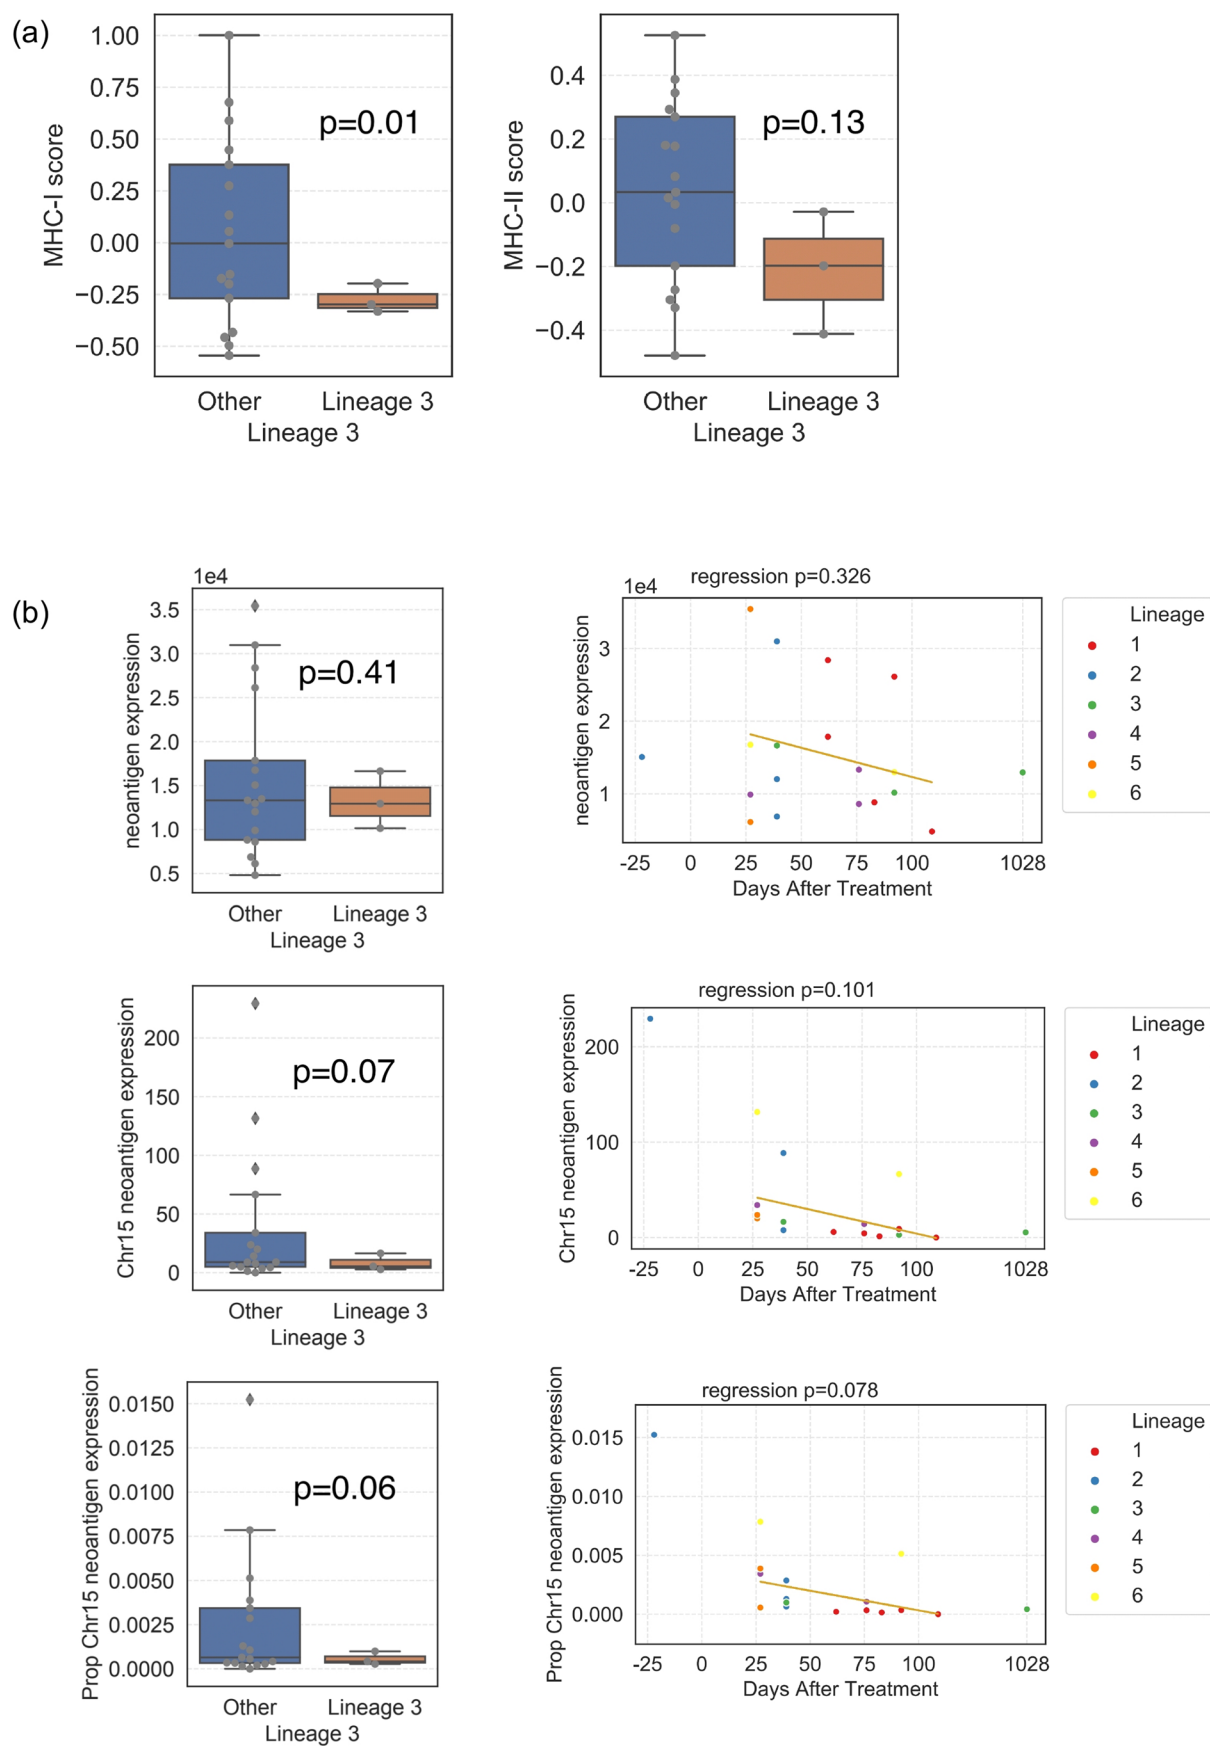 (a)
MHC-I score
1.00
0.75
0.50
0.25
0.00
−0.25
−0.50
p=0.01
Other Lineage 3
Lineage 3
MHC-II score
0.4
0.2
0.0
−0.2
−0.4
p=0.13
Other Lineage 3
Lineage 3
(b)
1e4
neoantigen expression
3.5
3.0
2.5
2.0
1.5
1.0
0.5
p=0.41
Other Lineage 3
Lineage 3
regression p=0.326
1e4
neoantigen expression
3
2
1
-25 0 25 50 75 100 1028
Days After Treatment
Lineage
1
2
3
4
5
6
Chr15 neoantigen expression
200
150
100
50
0
p=0.07
Other Lineage 3
Lineage 3
regression p=0.101
Chr15 neoantigen expression
200
100
0
-25 0 25 50 75 100 1028
Days After Treatment
Lineage
1
2
3
4
5
6
Prop Chr15 neoantigen expression
0.0150
0.0125
0.0100
0.0075
0.0050
0.0025
0.0000
p=0.06
Other Lineage 3
Lineage 3
regression p=0.078
Prop Chr15 neoantigen expression
0.015
0.010
0.005
0.000
-25 0 25 50 75 100 1028
Days After Treatment
Lineage
1
2
3
4
5
6